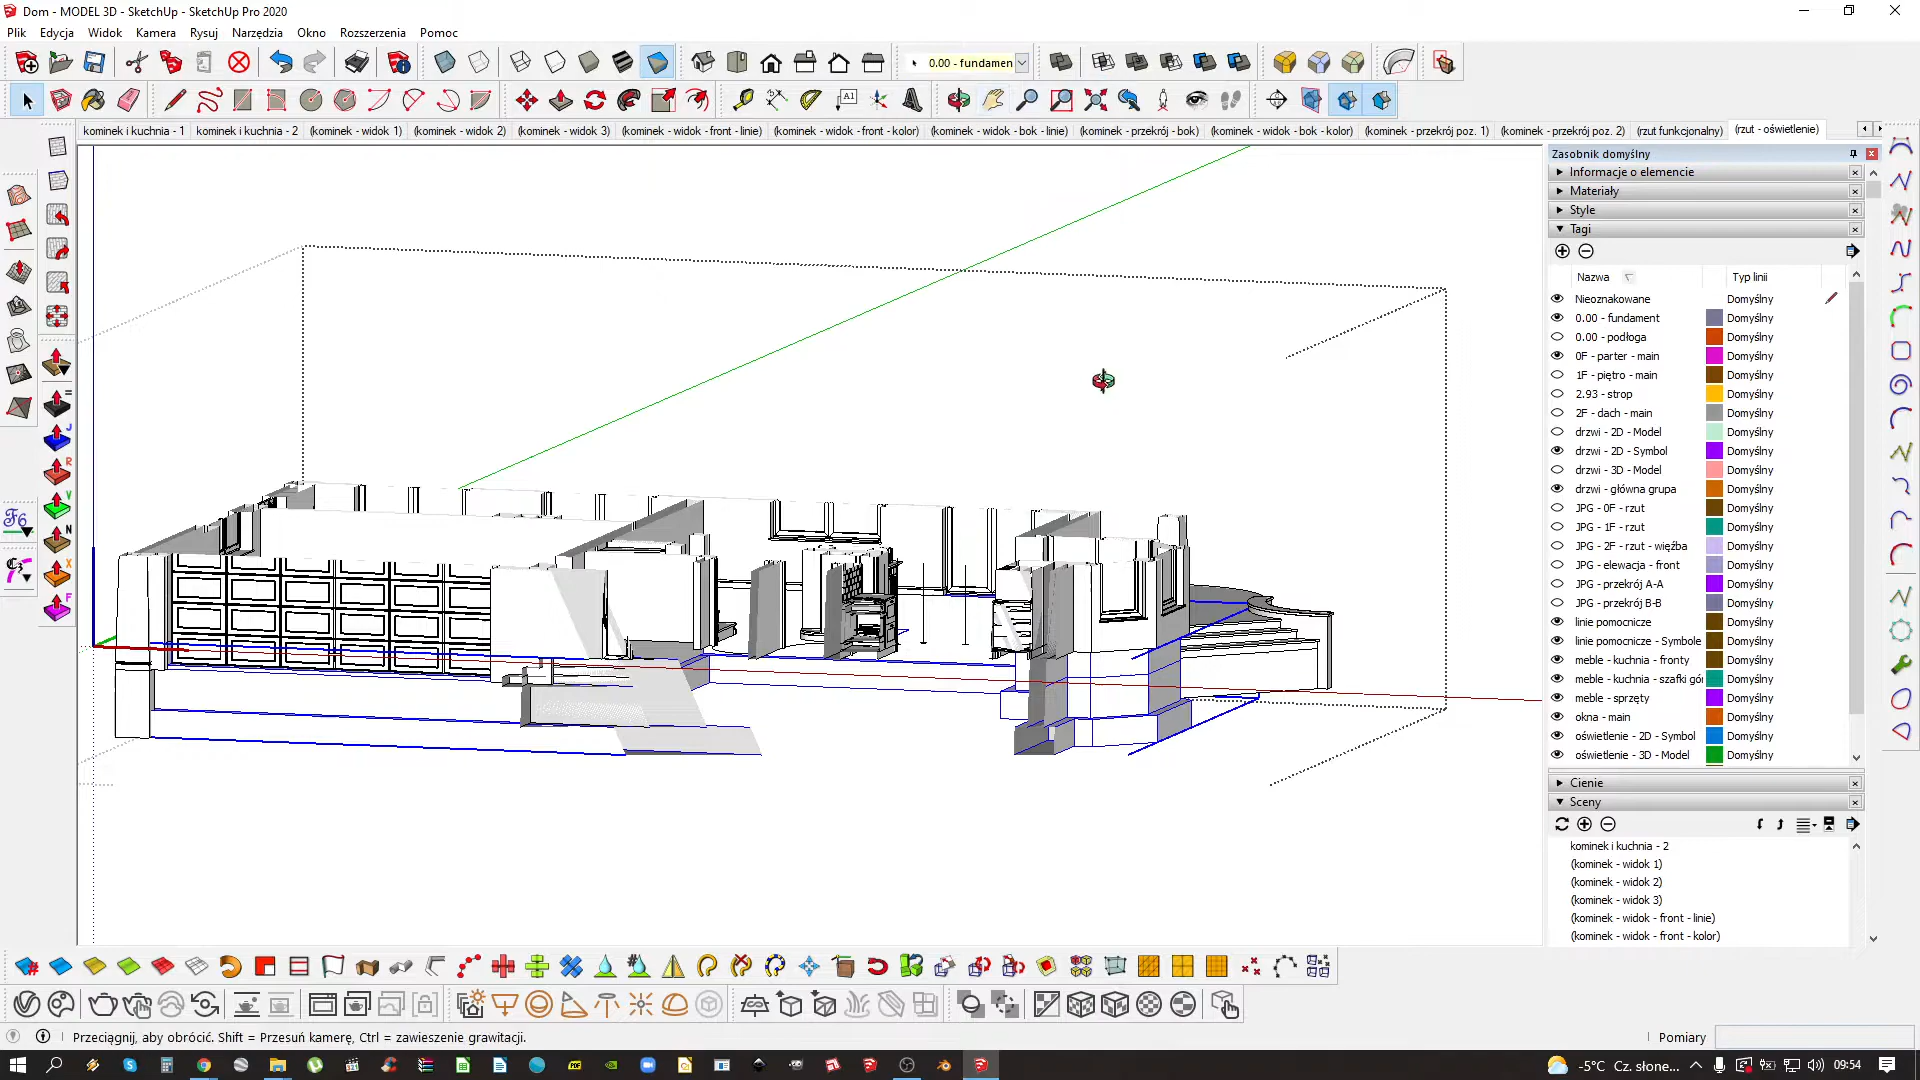 Dom - MODEL 3D - SketchUp - SketchUp Pro 2020
Plik Edycja Widok Kamera Rysuj Narzędzia Okno Rozszerzenia Pomoc
0.00 - fundamen
kominek i kuchnia - 1 kominek i kuchnia - 2 (kominek - widok 1) (kominek - widok 2) (kominek - widok 3) (kominek - widok - front - linie) (kominek - widok - front - kolor) (kominek - widok - bok - linie) (kominek - przekrój - bok) (kominek - widok - bok - kolor) (kominek - przekrój poz. 1) (kominek - przekrój poz. 2) (rzut funkcjonalny) (rzut - oświetlenie)
Zasobnik domyślny
Informacje o elemencie
Materiały
Style
Tagi
Nazwa Typ linii
Nieoznakowane Domyślny
0.00 - fundament Domyślny
0.00 - podłoga Domyślny
0F - parter - main Domyślny
1F - piętro - main Domyślny
2.93 - strop Domyślny
2F - dach - main Domyślny
drzwi - 2D - Model Domyślny
drzwi - 2D - Symbol Domyślny
drzwi - 3D - Model Domyślny
drzwi - główna grupa Domyślny
JPG - 0F - rzut Domyślny
JPG - 1F - rzut Domyślny
JPG - 2F - rzut - więźba Domyślny
JPG - elewacja - front Domyślny
JPG - przekrój A-A Domyślny
JPG - przekrój B-B Domyślny
linie pomocnicze Domyślny
linie pomocnicze - Symbole Domyślny
meble - kuchnia - fronty Domyślny
meble - kuchnia - szafki gó Domyślny
meble - sprzęty Domyślny
okna - main Domyślny
oświetlenie - 2D - Symbol Domyślny
oświetlenie - 3D - Model Domyślny
Cienie
Sceny
kominek i kuchnia - 2
(kominek - widok 1)
(kominek - widok 2)
(kominek - widok 3)
(kominek - widok - front - linie)
(kominek - widok - front - kolor)
Przeciągnij, aby obrócić. Shift = Przesuń kamerę, Ctrl = zawieszenie grawitacji.
Pomiary
-5°C Cz. słone... 09:54